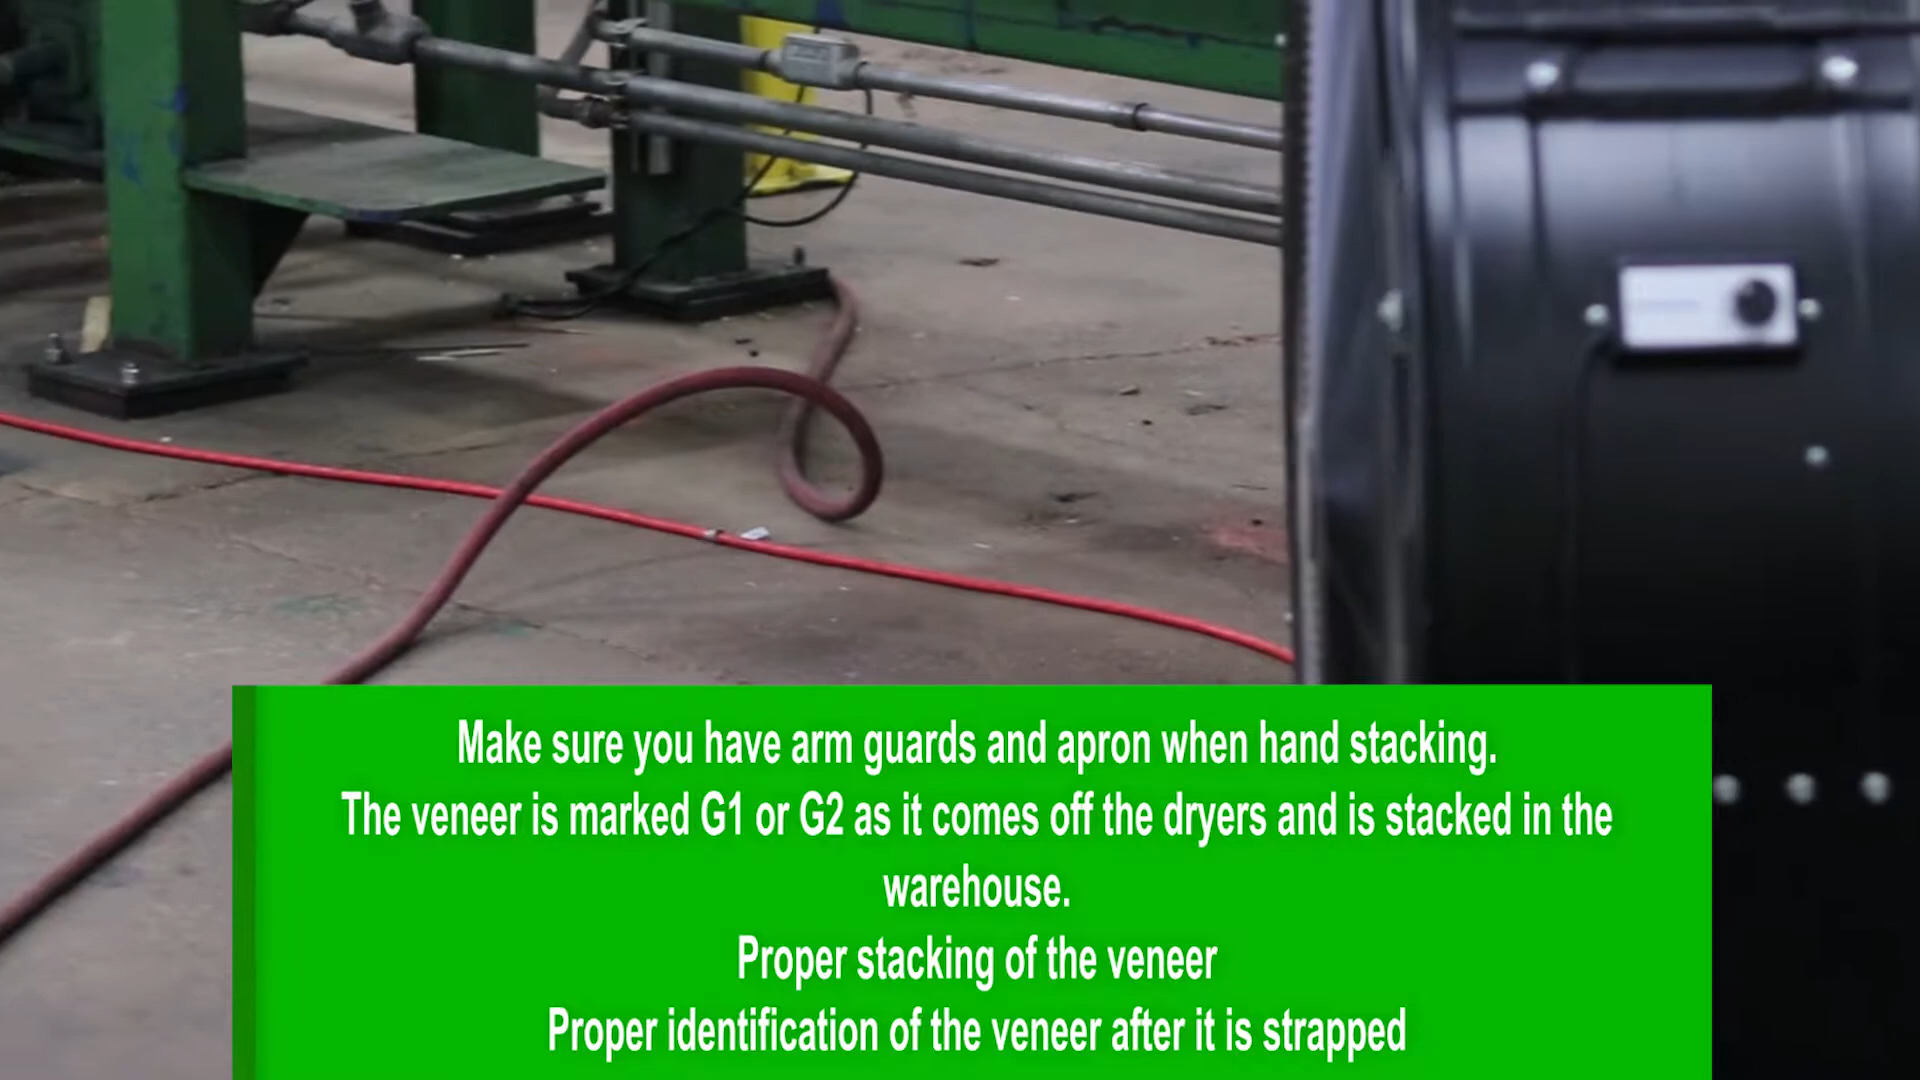 Make sure you have arm guards and apron when hand stacking.
The veneer is marked G1 or G2 as it comes off the dryers and is stacked in the
warehouse.
Proper stacking of the veneer
Proper identification of the veneer after it is strapped